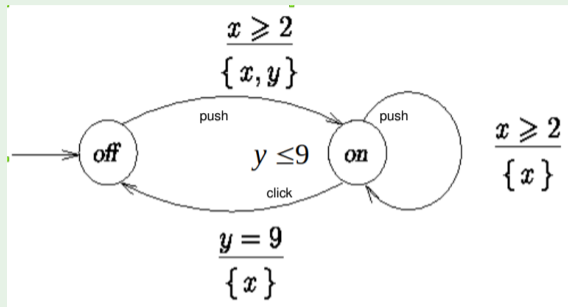 x ⩾ 2
{ x, y }
push
push
off
y ≤9
on
x ⩾ 2
{ x }
click
y = 9
{ x }